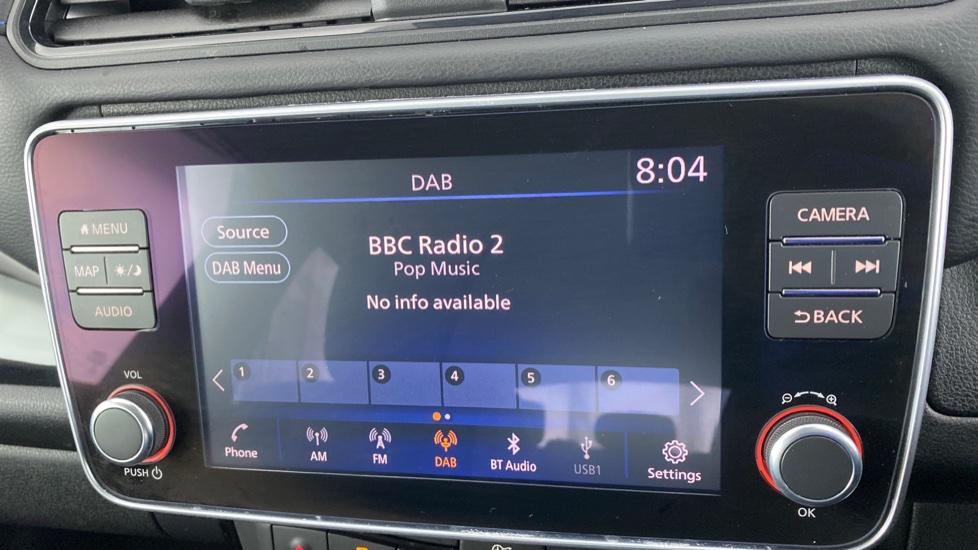 DAB
8:04
Source
DAB Menu
BBC Radio 2
Pop Music
No info available
1 2 3 4 5 6
Phone AM FM DAB BT Audio USB1 Settings
MENU
MAP
AUDIO
VOL
PUSH
CAMERA
BACK
OK